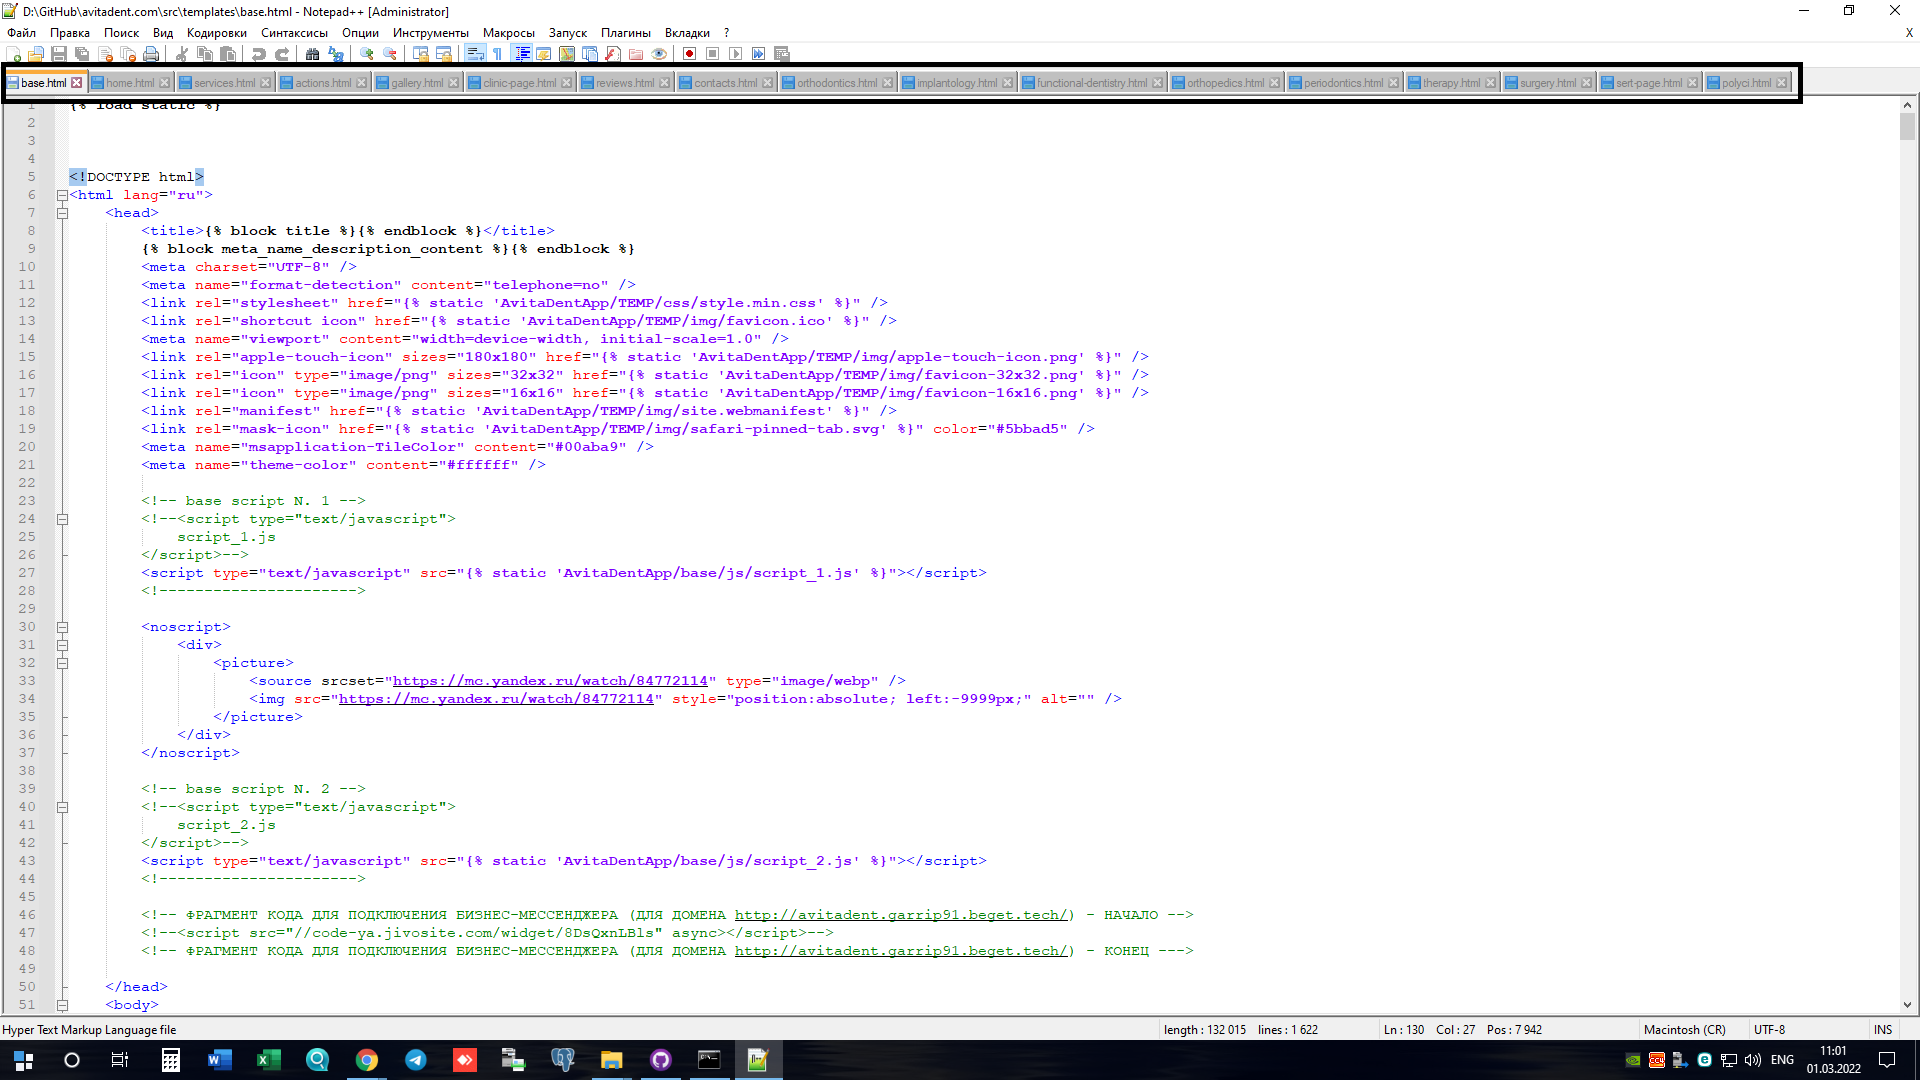 D:\GitHub\avitadent.com\src\templates\base.html - Notepad++ [Administrator]
Файл Правка Поиск Вид Кодировки Синтаксисы Опции Инструменты Макросы Запуск Плагины Вкладки ? X
base.html home.html services.html actions.html gallery.html clinic-page.html reviews.html contacts.html orthodontics.html implantology.html functional-dentistry.html orthopedics.html periodontics.html therapy.html surgery.html sert-page.html polyci.html
1 {% load static %}
2
3
4
5 <!DOCTYPE html>
6 <html lang="ru">
7 <head>
8 <title>{% block title %}{% endblock %}</title>
9 {% block meta_name_description_content %}{% endblock %}
10 <meta charset="UTF-8" />
11 <meta name="format-detection" content="telephone=no" />
12 <link rel="stylesheet" href="{% static 'AvitaDentApp/TEMP/css/style.min.css' %}" />
13 <link rel="shortcut icon" href="{% static 'AvitaDentApp/TEMP/img/favicon.ico' %}" />
14 <meta name="viewport" content="width=device-width, initial-scale=1.0" />
15 <link rel="apple-touch-icon" sizes="180x180" href="{% static 'AvitaDentApp/TEMP/img/apple-touch-icon.png' %}" />
16 <link rel="icon" type="image/png" sizes="32x32" href="{% static 'AvitaDentApp/TEMP/img/favicon-32x32.png' %}" />
17 <link rel="icon" type="image/png" sizes="16x16" href="{% static 'AvitaDentApp/TEMP/img/favicon-16x16.png' %}" />
18 <link rel="manifest" href="{% static 'AvitaDentApp/TEMP/img/site.webmanifest' %}" />
19 <link rel="mask-icon" href="{% static 'AvitaDentApp/TEMP/img/safari-pinned-tab.svg' %}" color="#5bbad5" />
20 <meta name="msapplication-TileColor" content="#00aba9" />
21 <meta name="theme-color" content="#ffffff" />
22
23 <!-- base script N. 1 -->
24 <!--<script type="text/javascript">
25 script_1.js
26 </script>-->
27 <script type="text/javascript" src="{% static 'AvitaDentApp/base/js/script_1.js' %}"></script>
28 <!---------------------->
29
30 <noscript>
31 <div>
32 <picture>
33 <source srcset="https://mc.yandex.ru/watch/84772114" type="image/webp" />
34 <img src="https://mc.yandex.ru/watch/84772114" style="position:absolute; left:-9999px;" alt="" />
35 </picture>
36 </div>
37 </noscript>
38
39 <!-- base script N. 2 -->
40 <!--<script type="text/javascript">
41 script_2.js
42 </script>-->
43 <script type="text/javascript" src="{% static 'AvitaDentApp/base/js/script_2.js' %}"></script>
44 <!---------------------->
45
46 <!-- ФРАГМЕНТ КОДА ДЛЯ ПОДКЛЮЧЕНИЯ БИЗНЕС-МЕССЕНДЖЕРА (ДЛЯ ДОМЕНА http://avitadent.garrip91.beget.tech/) - НАЧАЛО -->
47 <!--<script src="//code-ya.jivosite.com/widget/8DsQxnLBls" async></script>-->
48 <!-- ФРАГМЕНТ КОДА ДЛЯ ПОДКЛЮЧЕНИЯ БИЗНЕС-МЕССЕНДЖЕРА (ДЛЯ ДОМЕНА http://avitadent.garrip91.beget.tech/) - КОНЕЦ --->
49
50 </head>
51 <body>
Hyper Text Markup Language file length : 132 015 lines : 1 622 Ln : 130 Col : 27 Pos : 7 942 Macintosh (CR) UTF-8 INS
ENG 11:01
01.03.2022